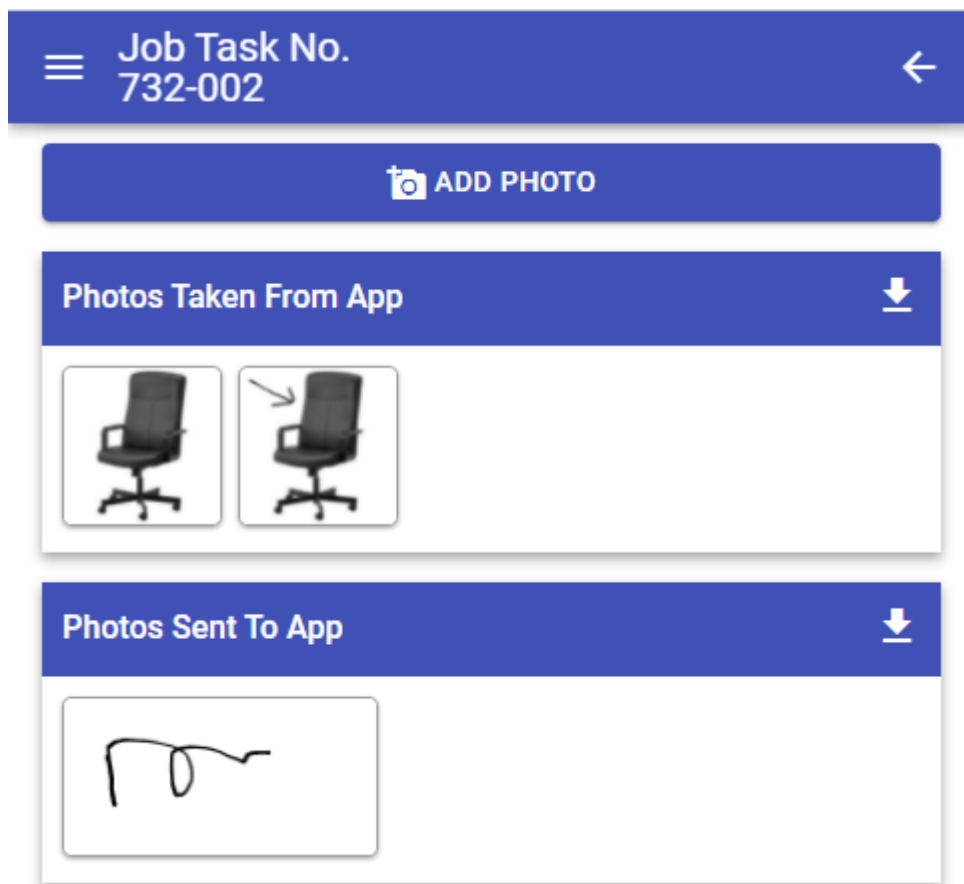 Job Task No.
732-002
ADD PHOTO
Photos Taken From App
Photos Sent To App